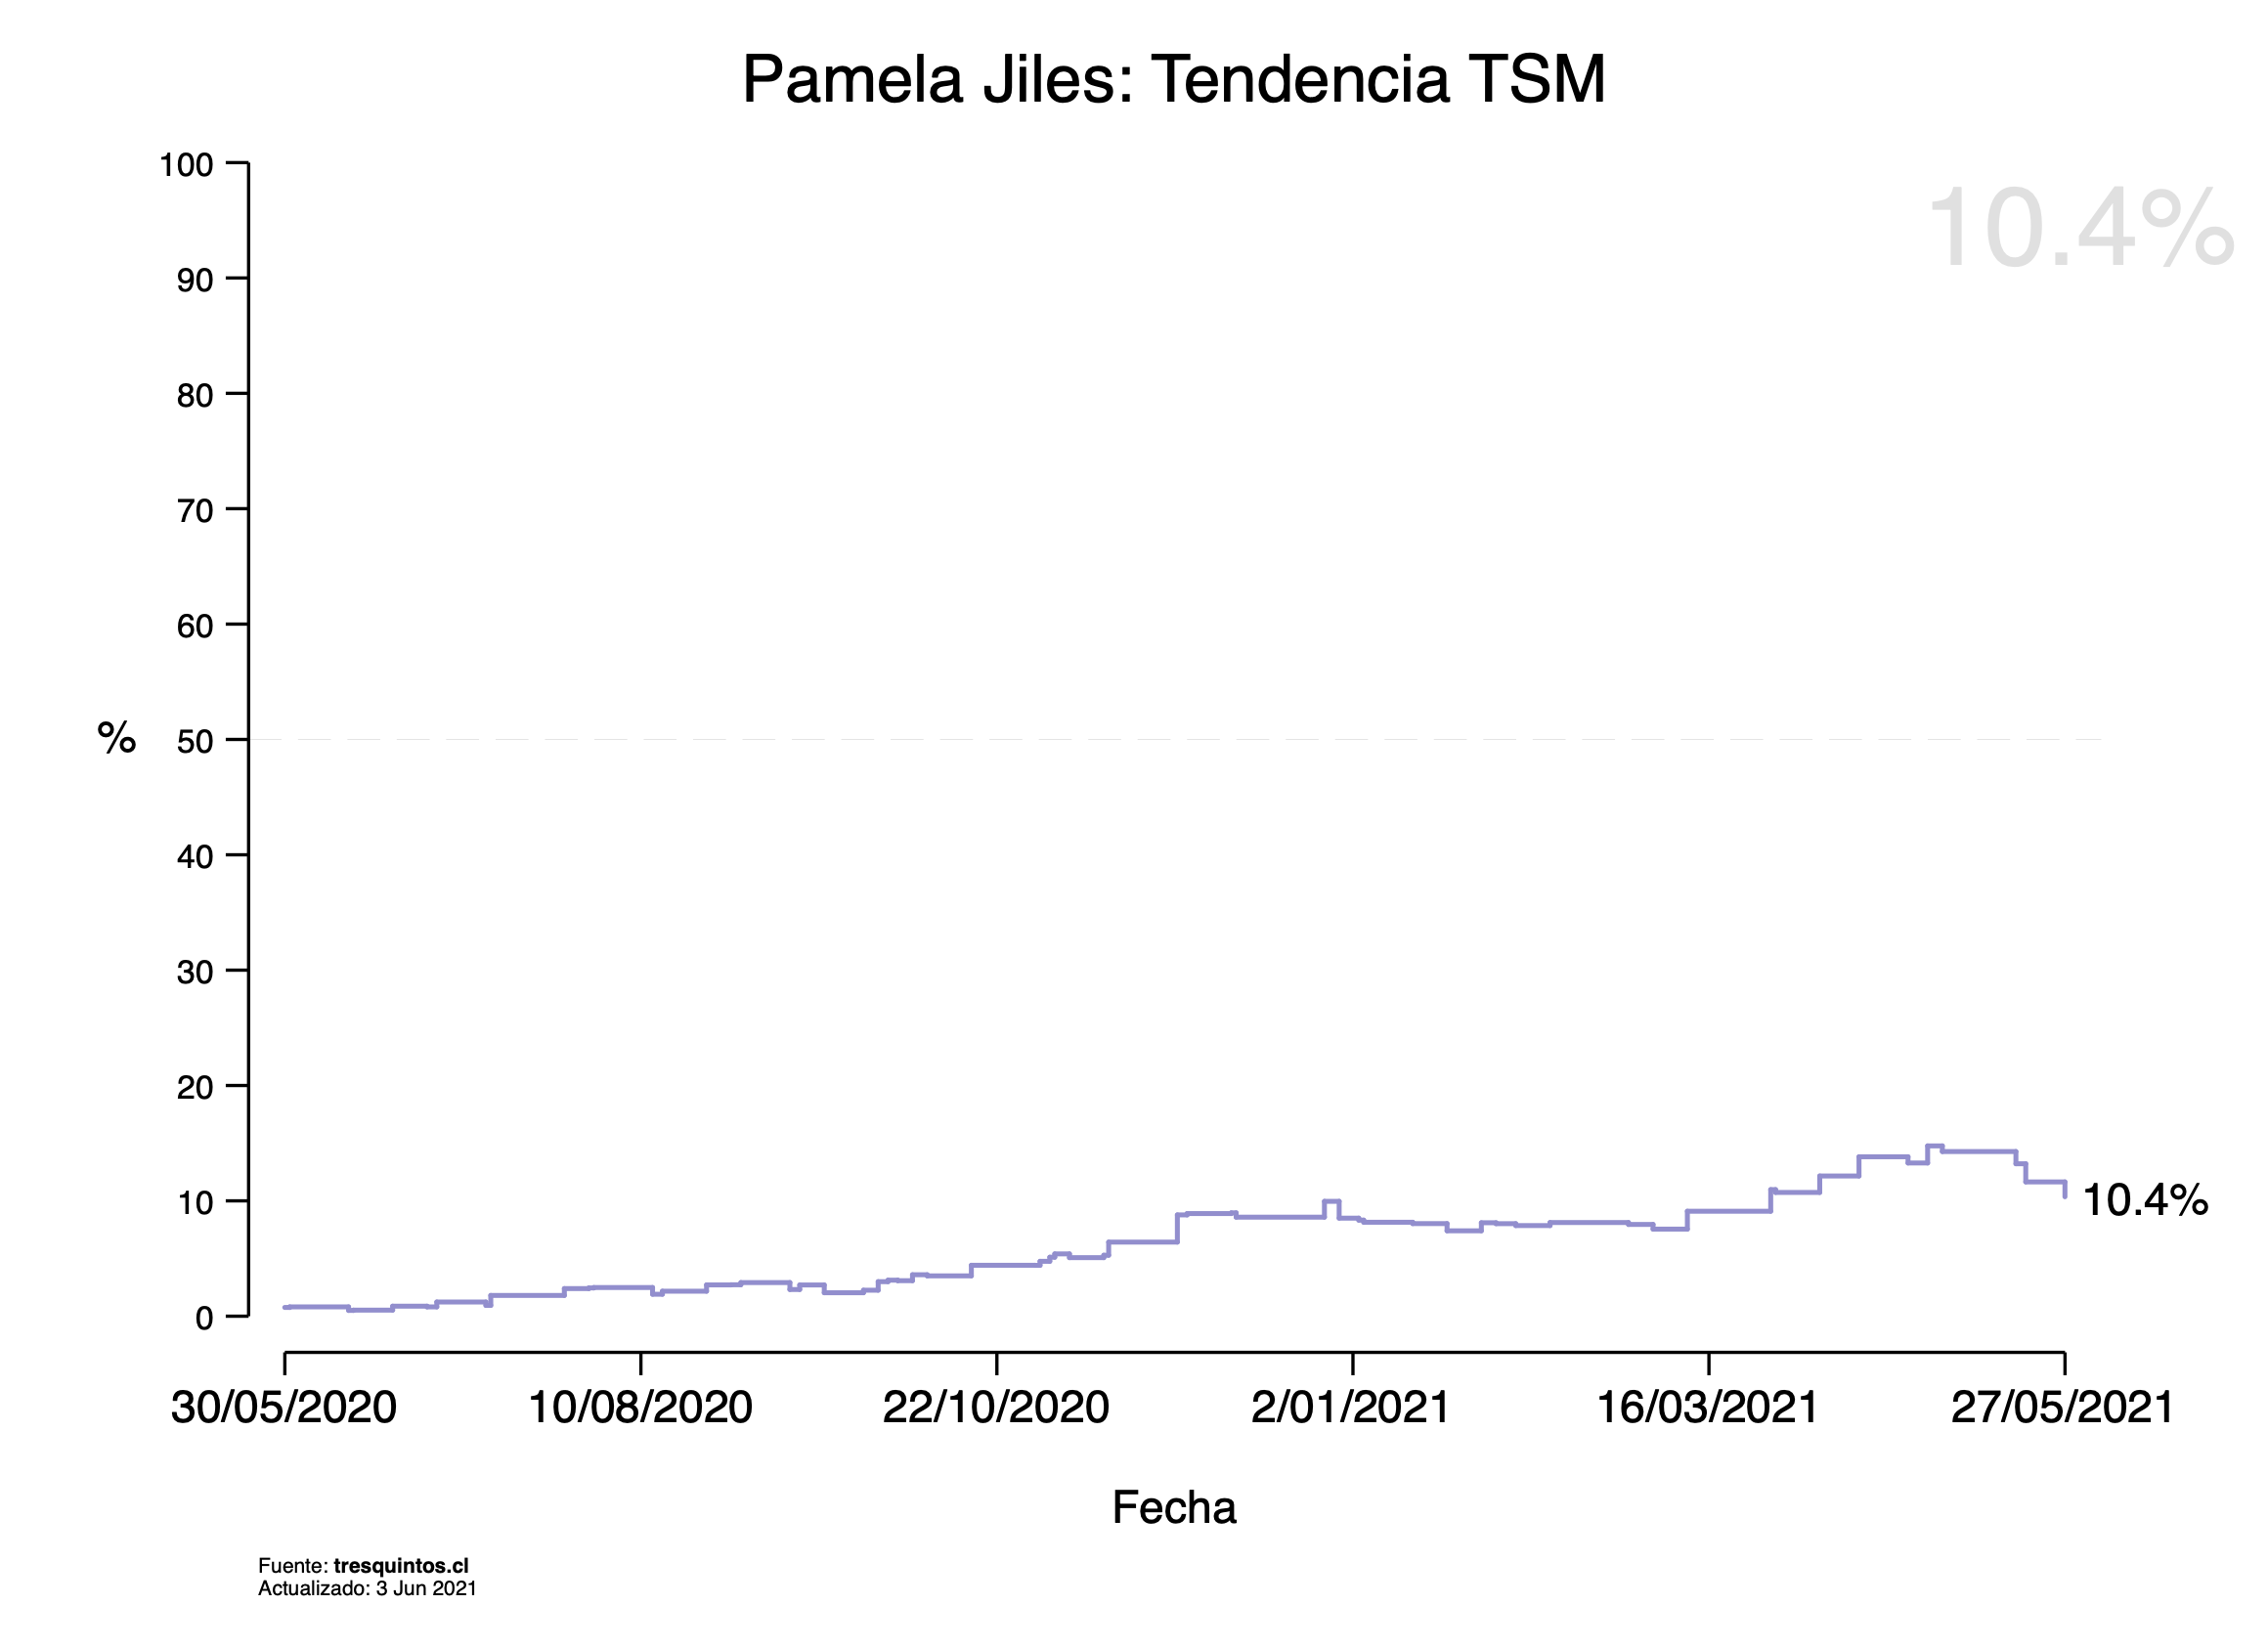 Pamela Jiles: Tendencia TSM
10.4%
100
90
80
70
60
% 50
40
30
20
10
10.4%
0
30/05/2020 10/08/2020 22/10/2020 2/01/2021 16/03/2021 27/05/2021
Fecha
Fuente: tresquintos.cl
Actualizado: 3 Jun 2021